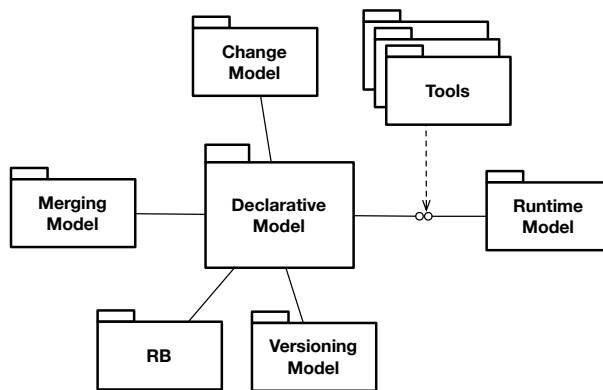 Change
Model
Tools
Merging
Model
Declarative
Model
Runtime
Model
RB
Versioning
Model